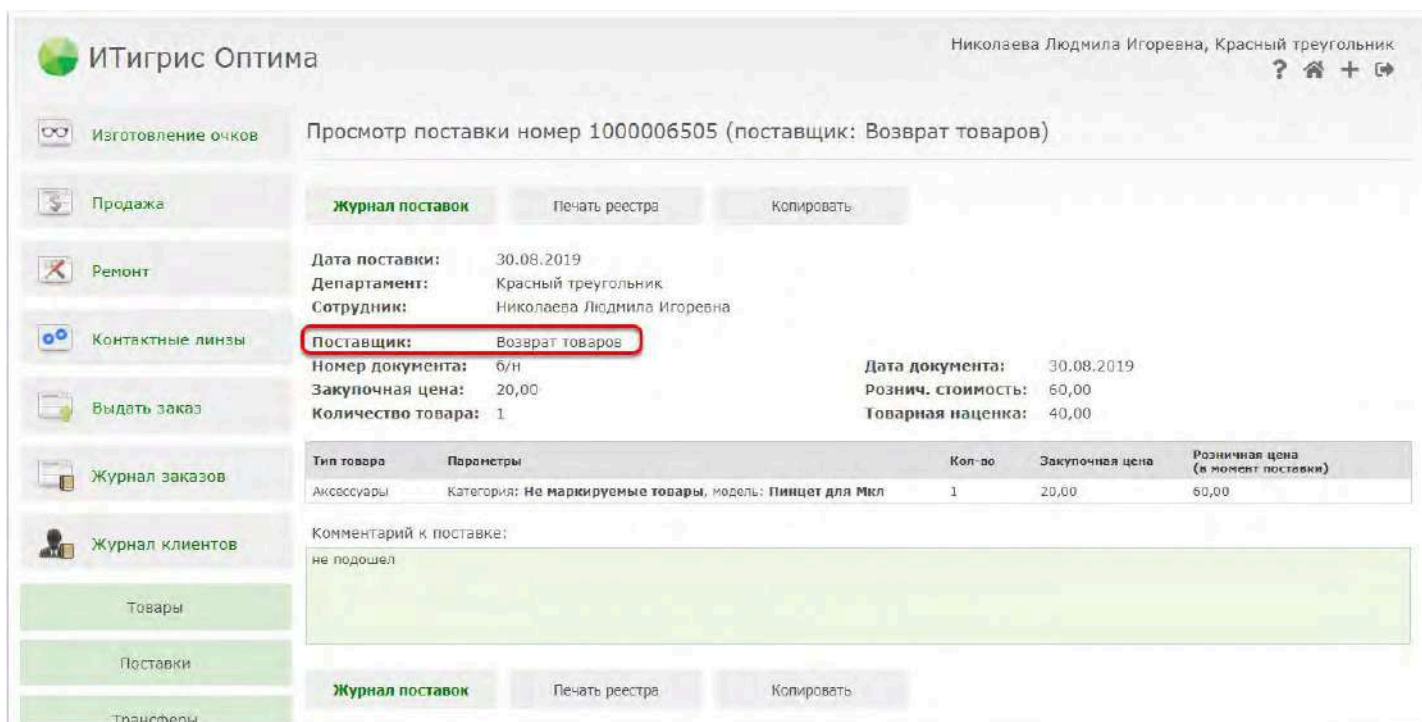 ИТигрис Оптима
Николаева Людмила Игоревна, Красный треугольник
?
Изготовление очков
Просмотр поставки номер 1000006505 (поставщик: Возврат товаров)
Продажа
Журнал поставок Печать реестра Копировать
Ремонт
Дата поставки: 30.08.2019
Департамент: Красный треугольник
Сотрудник: Николаева Людмила Игоревна
Контактные линзы
Поставщик: Возврат товаров
Номер документа: б/н Дата документа: 30.08.2019
Закупочная цена: 20,00 Рознич. стоимость: 60,00
Выдать заказ
Количество товара: 1 Товарная наценка: 40,00
Журнал заказов
Тип товара Параметры Кол-во Закупочная цена Розничная цена
(в момент поставки)
Аксессуары Категория: Не маркируемые товары, модель: Пинцет для Мкл 1 20,00 60,00
Журнал клиентов
Комментарий к поставке:
не подошел
Товары
Поставки
Журнал поставок Печать реестра Копировать
Трансферы